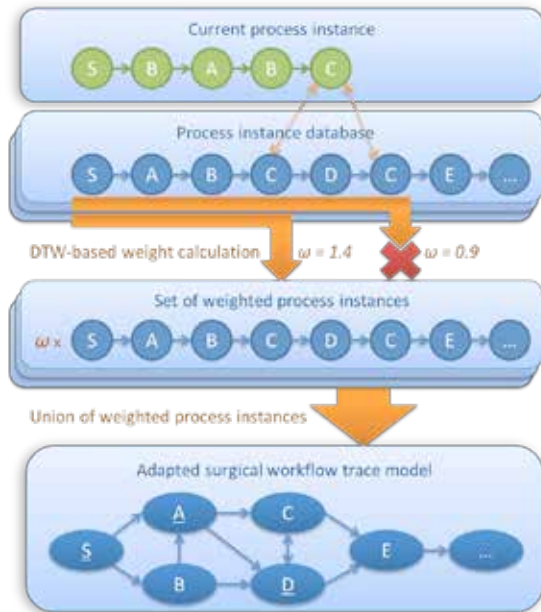 Current process instance
S B A B C
Process instance database
S A B C D C E ...
DTW-based weight calculation ω = 1.4 ω = 0.9
Set of weighted process instances
ω x S A B C D C E ...
Union of weighted process instances
Adapted surgical workflow trace model
A C
S E ...
B D